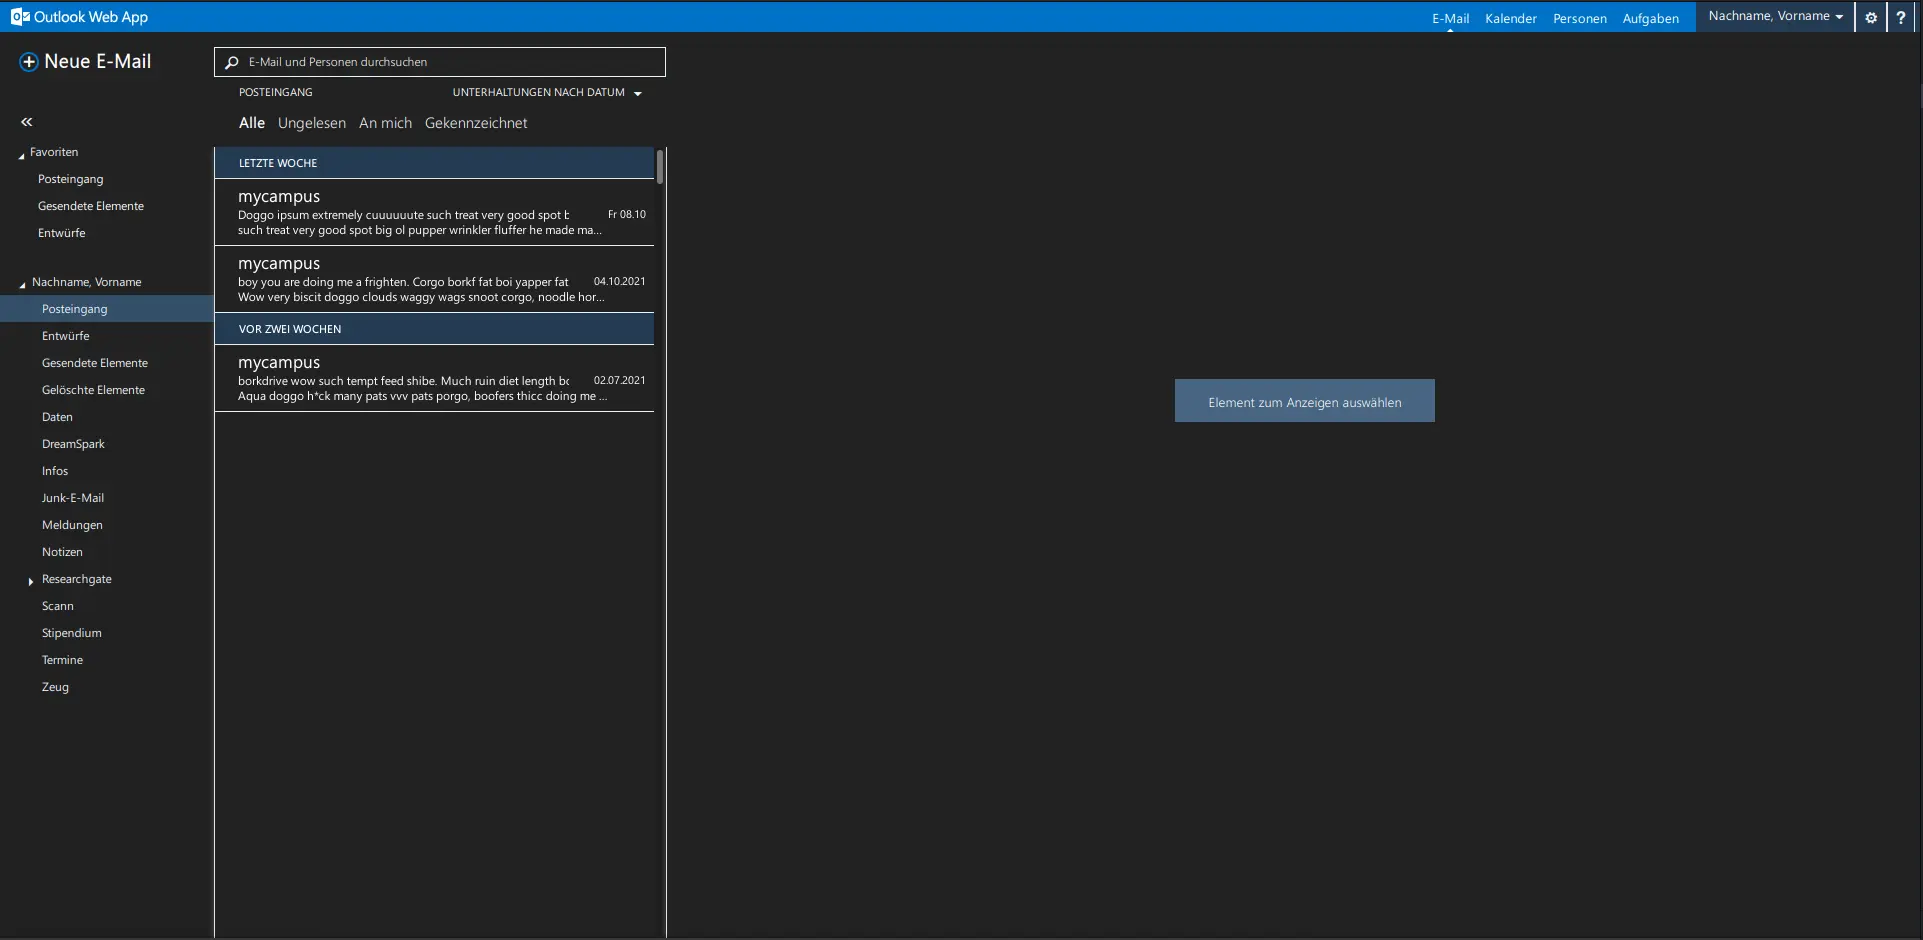 Outlook Web App
E-Mail Kalender Personen Aufgaben Nachname, Vorname ?
Neue E-Mail
E-Mail und Personen durchsuchen
POSTEINGANG UNTERHALTUNGEN NACH DATUM
Alle Ungelesen An mich Gekennzeichnet
«
Favoriten
Posteingang
Gesendete Elemente
Entwürfe
Nachname, Vorname
Posteingang
Entwürfe
Gesendete Elemente
Gelöschte Elemente
Daten
DreamSpark
Infos
Junk-E-Mail
Meldungen
Notizen
Researchgate
Scann
Stipendium
Termine
Zeug
LETZTE WOCHE
mycampus
Doggo ipsum extremely cuuuuuute such treat very good spot Fr 08.10
such treat very good spot big ol pupper wrinkler fluffer he made ma...
mycampus
boy you are doing me a frighten. Corgo borkf fat boi yapper fat 04.10.2021
Wow very biscit doggo clouds waggy wags snoot corgo, noodle hor...
VOR ZWEI WOCHEN
mycampus
borkdrive wow such tempt feed shibe. Much ruin diet length 02.07.2021
Aqua doggo h*ck many pats vvv pats porgo, boofers thicc doing me ...
Element zum Anzeigen auswählen